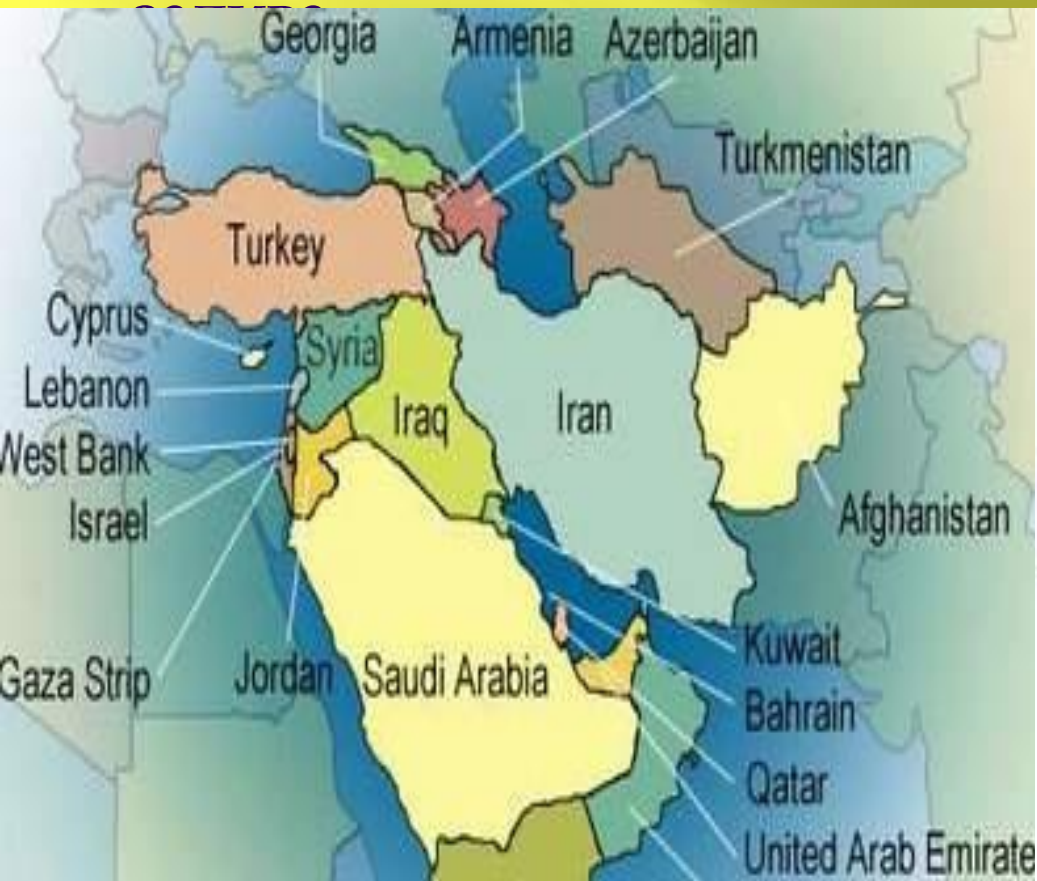 Georgia
Armenia
Azerbaijan
Turkmenistan
Turkey
Cyprus
Syria
Lebanon
Iraq
Iran
West Bank
Israel
Afghanistan
Kuwait
Gaza Strip
Jordan
Saudi Arabia
Bahrain
Qatar
United Arab Emirate